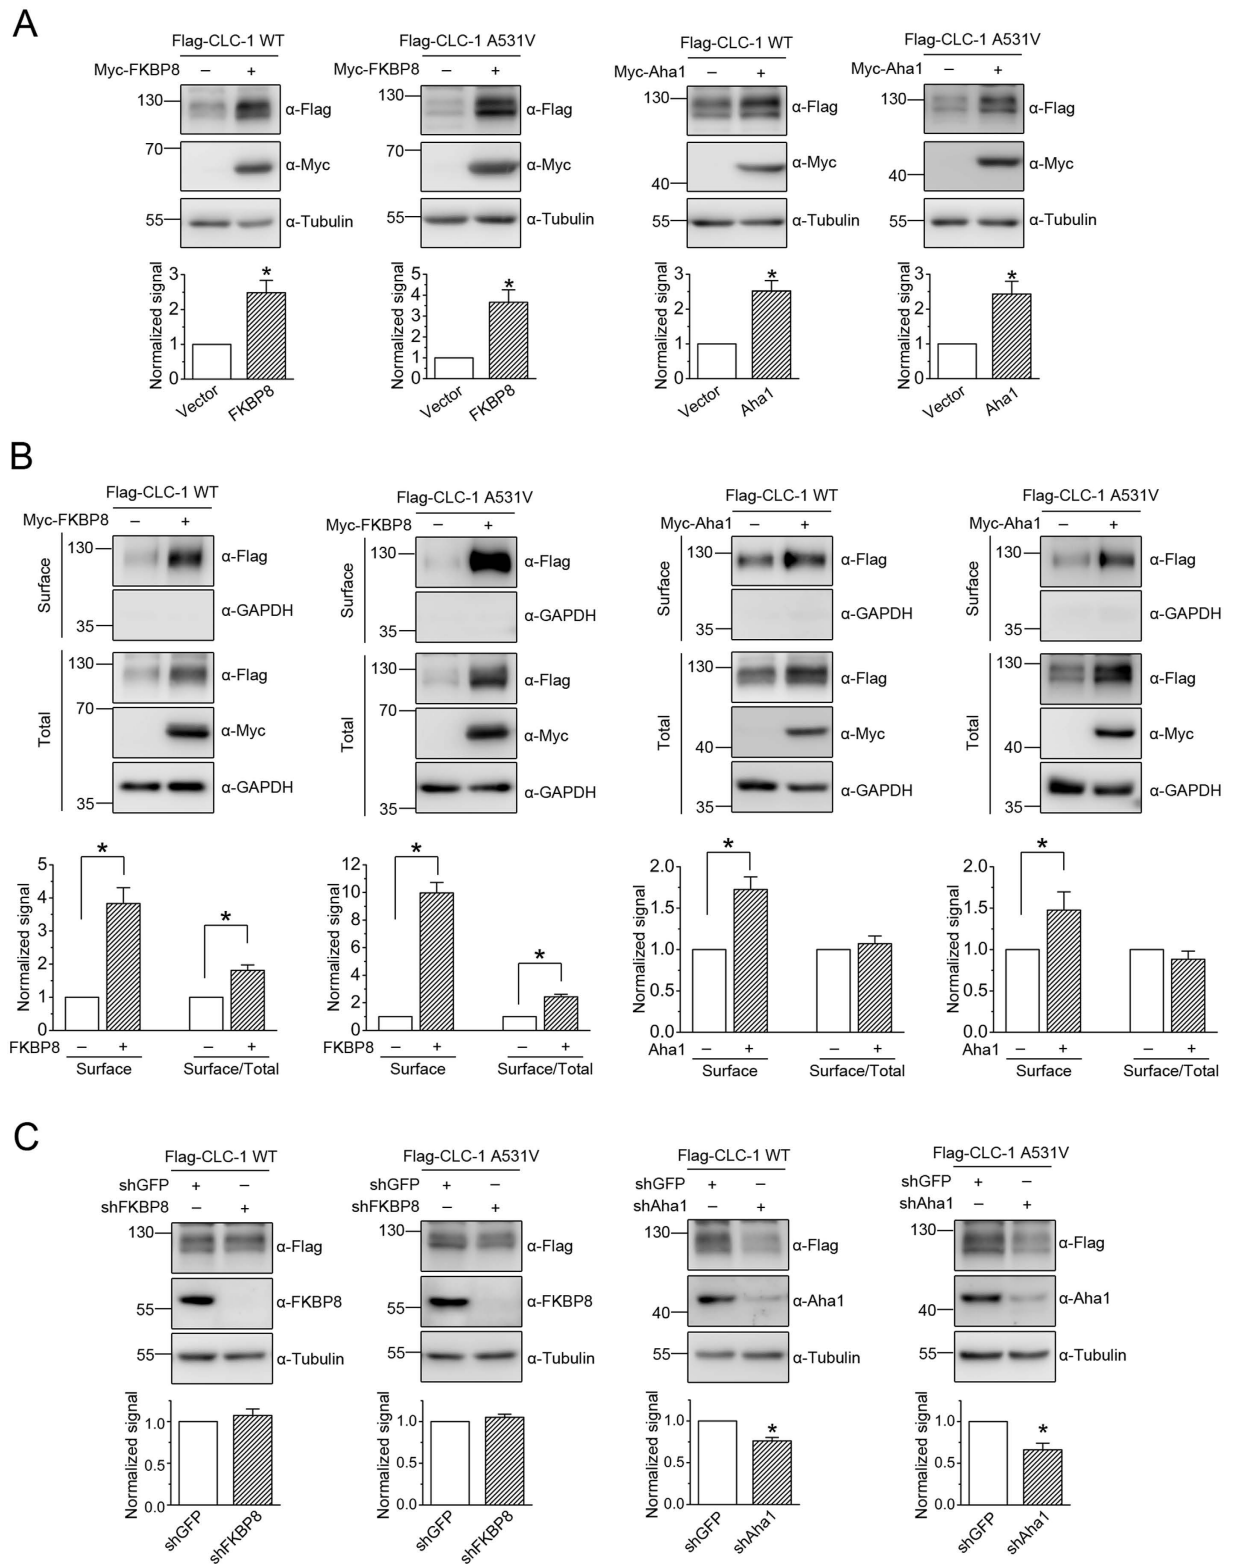 A
Flag-CLC-1 WT
Myc-FKBP8 – +
130
α-Flag
70
α-Myc
55
α-Tubulin
Normalized signal
3
2
1
0
*
Vector
FKBP8
Flag-CLC-1 A531V
Myc-FKBP8 – +
130
α-Flag
70
α-Myc
55
α-Tubulin
Normalized signal
5
4
3
2
1
0
*
Vector
FKBP8
Flag-CLC-1 WT
Myc-Aha1 – +
130
α-Flag
α-Myc
40
55
α-Tubulin
Normalized signal
3
2
1
0
*
Vector
Aha1
Flag-CLC-1 A531V
Myc-Aha1 – +
130
α-Flag
α-Myc
40
55
α-Tubulin
Normalized signal
3
2
1
0
*
Vector
Aha1
B
Flag-CLC-1 WT
Myc-FKBP8 – +
Surface
130
α-Flag
α-GAPDH
35
Total
130
α-Flag
70
α-Myc
α-GAPDH
35
Normalized signal
5
4
3
2
1
0
*
*
FKBP8 – + – +
Surface Surface/Total
Flag-CLC-1 A531V
Myc-FKBP8 – +
Surface
130
α-Flag
α-GAPDH
35
Total
130
α-Flag
70
α-Myc
α-GAPDH
35
Normalized signal
12
10
8
6
4
2
0
*
*
FKBP8 – + – +
Surface Surface/Total
Flag-CLC-1 WT
Myc-Aha1 – +
Surface
130
α-Flag
α-GAPDH
35
Total
130
α-Flag
α-Myc
40
α-GAPDH
35
Normalized signal
2.0
1.5
1.0
0.5
0.0
*
Aha1 – + – +
Surface Surface/Total
Flag-CLC-1 A531V
Myc-Aha1 – +
Surface
130
α-Flag
α-GAPDH
35
Total
130
α-Flag
α-Myc
40
α-GAPDH
35
Normalized signal
2.0
1.5
1.0
0.5
0.0
*
Aha1 – + – +
Surface Surface/Total
C
Flag-CLC-1 WT
shGFP + –
shFKBP8 – +
130
α-Flag
α-FKBP8
55
55
α-Tubulin
Normalized signal
1.0
0.5
0.0
shGFP
shFKBP8
Flag-CLC-1 A531V
shGFP + –
shFKBP8 – +
130
α-Flag
α-FKBP8
55
55
α-Tubulin
Normalized signal
1.0
0.5
0.0
shGFP
shFKBP8
Flag-CLC-1 WT
shGFP + –
shAha1 – +
130
α-Flag
α-Aha1
40
55
α-Tubulin
Normalized signal
1.0
0.5
0.0
*
shGFP
shAha1
Flag-CLC-1 A531V
shGFP + –
shAha1 – +
130
α-Flag
α-Aha1
40
55
α-Tubulin
Normalized signal
1.0
0.5
0.0
*
shGFP
shAha1